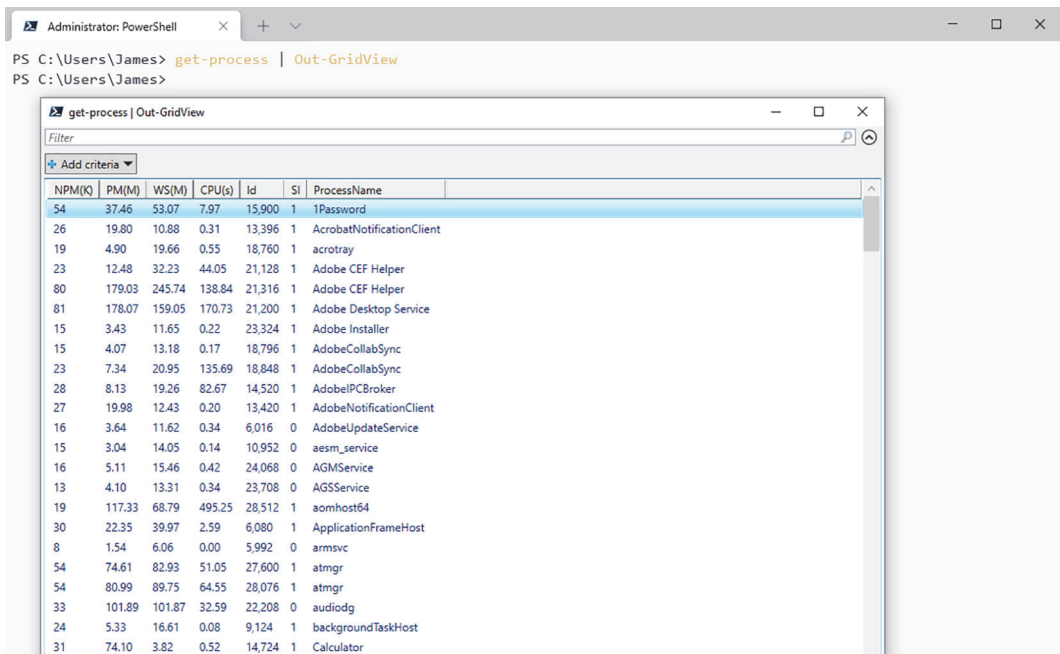 Administrator: PowerShell
PS C:\Users\James> get-process | Out-GridView
PS C:\Users\James>
get-process | Out-GridView
Filter
Add criteria
NPM(K) PM(M) WS(M) CPU(s) Id SI ProcessName
54 37.46 53.07 7.97 15,900 1 1Password
26 19.80 10.88 0.31 13,396 1 AcrobatNotificationClient
19 4.90 19.66 0.55 18,760 1 acrotray
23 12.48 32.23 44.05 21,128 1 Adobe CEF Helper
80 179.03 245.74 138.84 21,316 1 Adobe CEF Helper
81 178.07 159.05 170.73 21,200 1 Adobe Desktop Service
15 3.43 11.65 0.22 23,324 1 Adobe Installer
15 4.07 13.18 0.17 18,796 1 AdobeCollabSync
23 7.34 20.95 135.69 18,848 1 AdobeCollabSync
28 8.13 19.26 82.67 14,520 1 AdobeIPCBroker
27 19.98 12.43 0.20 13,420 1 AdobeNotificationClient
16 3.64 11.62 0.34 6,016 0 AdobeUpdateService
15 3.04 14.05 0.14 10,952 0 aesm_service
16 5.11 15.46 0.42 24,068 0 AGMService
13 4.10 13.31 0.34 23,708 0 AGSService
19 117.33 68.79 495.25 28,512 1 aomhost64
30 22.35 39.97 2.59 6,080 1 ApplicationFrameHost
8 1.54 6.06 0.00 5,992 0 armsvc
54 74.61 82.93 51.05 27,600 1 atmgr
54 80.99 89.75 64.55 28,076 1 atmgr
33 101.89 101.87 32.59 22,208 0 audiodg
24 5.33 16.61 0.08 9,124 1 backgroundTaskHost
31 74.10 3.82 0.52 14,724 1 Calculator